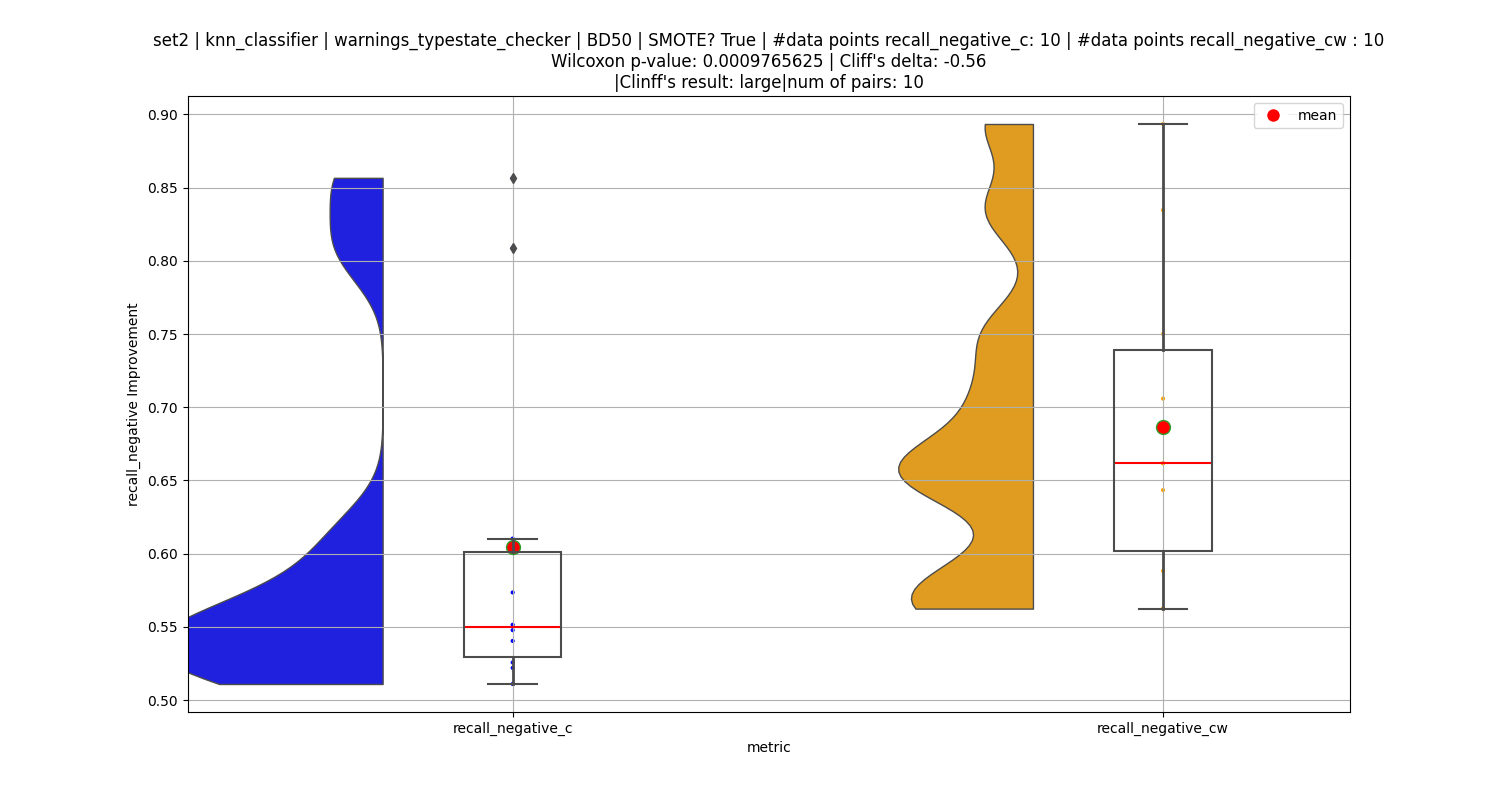 set2 | knn_classifier | warnings_typestate_checker | BD50 | SMOTE? True | #data points recall_negative_c: 10 | #data points recall_negative_cw : 10
Wilcoxon p-value: 0.0009765625 | Cliff's delta: -0.56
|Clinff's result: large|num of pairs: 10
mean
0.90
0.85
0.80
0.75
0.70
0.65
0.60
0.55
0.50
recall_negative Improvement
recall_negative_c
recall_negative_cw
metric